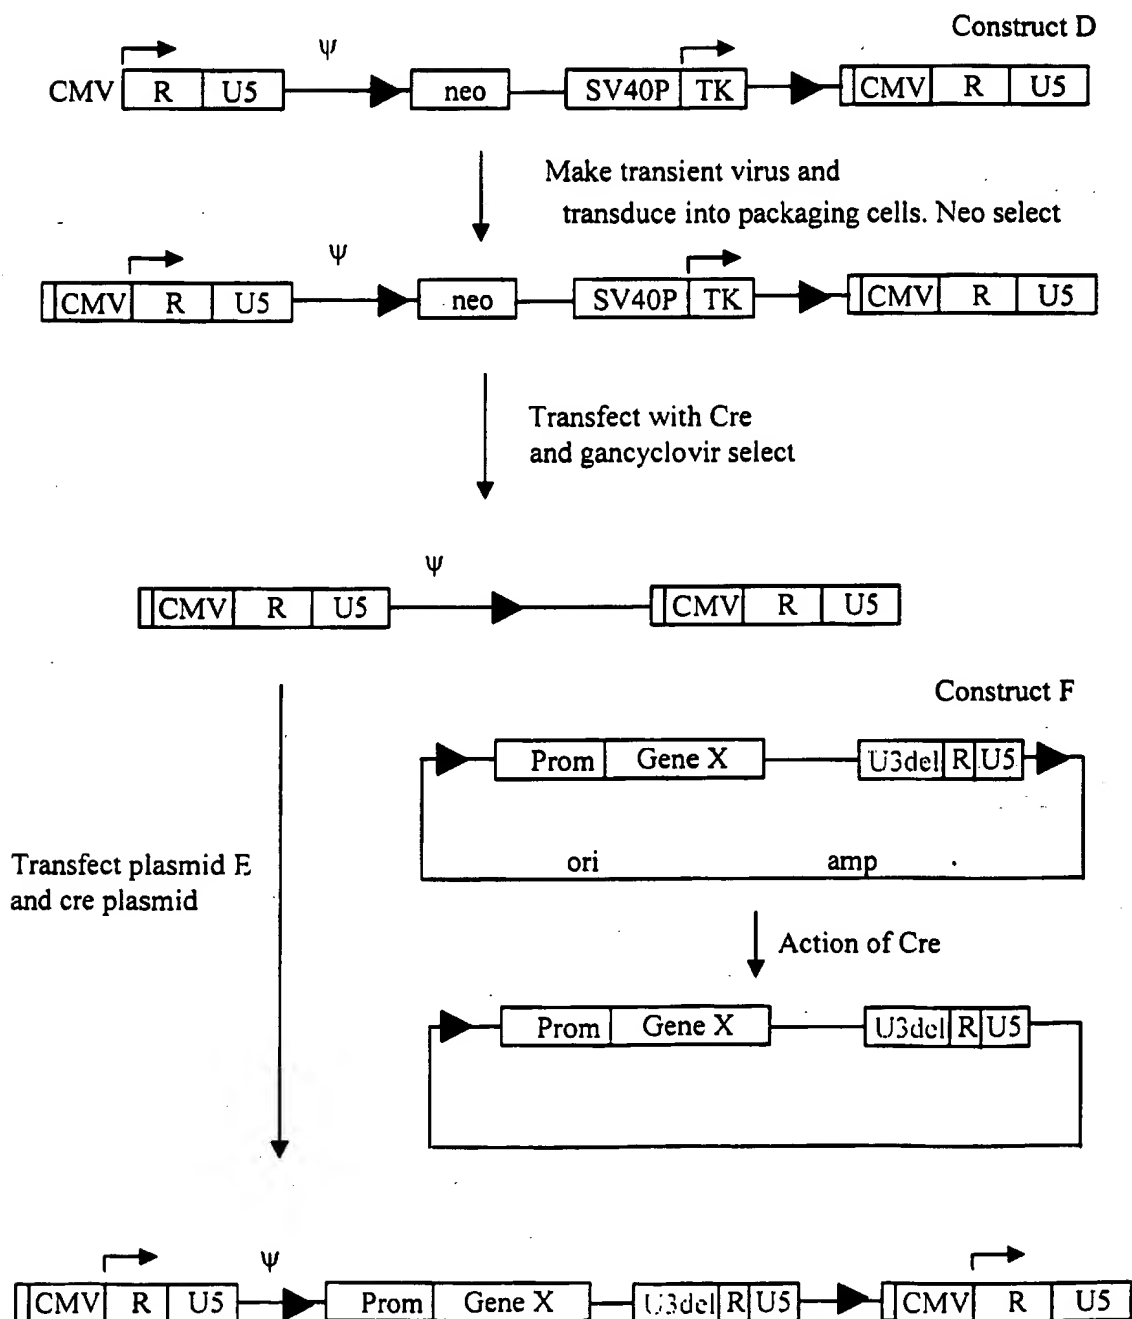 Construct D
ψ
CMV R U5 neo SV40P TK CMV R U5
Make transient virus and
transduce into packaging cells. Neo select
ψ
CMV R U5 neo SV40P TK CMV R U5
Transfect with Cre
and gancyclovir select
ψ
CMV R U5 CMV R U5
Construct F
Prom Gene X U3del R U5
ori amp
Transfect plasmid E
and cre plasmid
Action of Cre
Prom Gene X U3del R U5
ψ
CMV R U5 Prom Gene X U3del R U5 CMV R U5